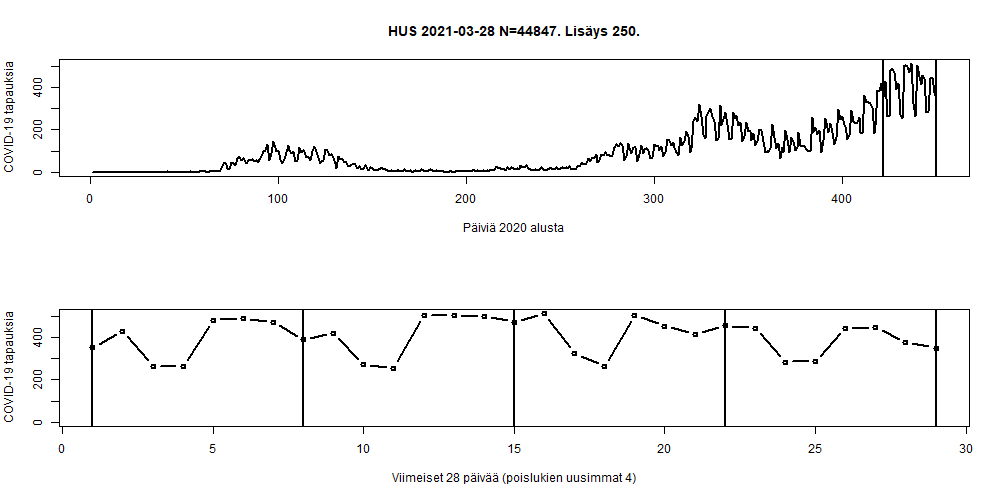 HUS 2021-03-28 N=44847. Lisäys 250.
COVID-19 tapauksia
0 200 400
0 100 200 300 400
Päiviä 2020 alusta
COVID-19 tapauksia
0 200 400
0 5 10 15 20 25 30
Viimeiset 28 päivää (poislukien uusimmat 4)